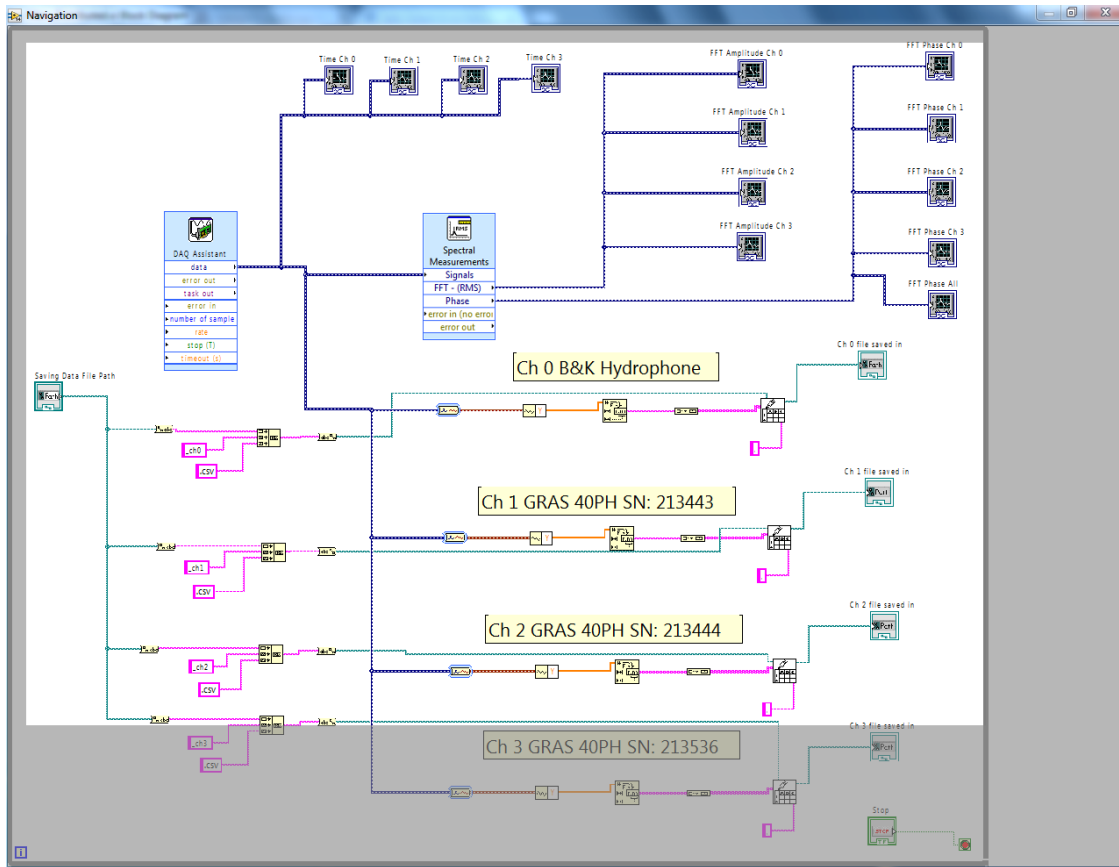 Navigation
Time Ch 0
Time Ch 1
Time Ch 2
Time Ch 3
FFT Amplitude Ch 0
FFT Amplitude Ch 1
FFT Amplitude Ch 2
FFT Amplitude Ch 3
FFT Phase Ch 0
FFT Phase Ch 1
FFT Phase Ch 2
FFT Phase Ch 3
FFT Phase All
DAQ Assistant
data
error out
task out
error in
number of sample
rate
stop (T)
timeout (s)
Spectral
Measurements
Signals
FFT - (RMS)
Phase
error in (no erro
error out
Saving Data File Path
Ch 0 B&K Hydrophone
Ch 0 file saved in
_ch0
.CSV
Ch 1 GRAS 40PH SN: 213443
Ch 1 file saved in
_ch1
.CSV
Ch 2 GRAS 40PH SN: 213444
Ch 2 file saved in
_ch2
.CSV
Ch 3 GRAS 40PH SN: 213536
Ch 3 file saved in
_ch3
.CSV
Stop
STOP
i